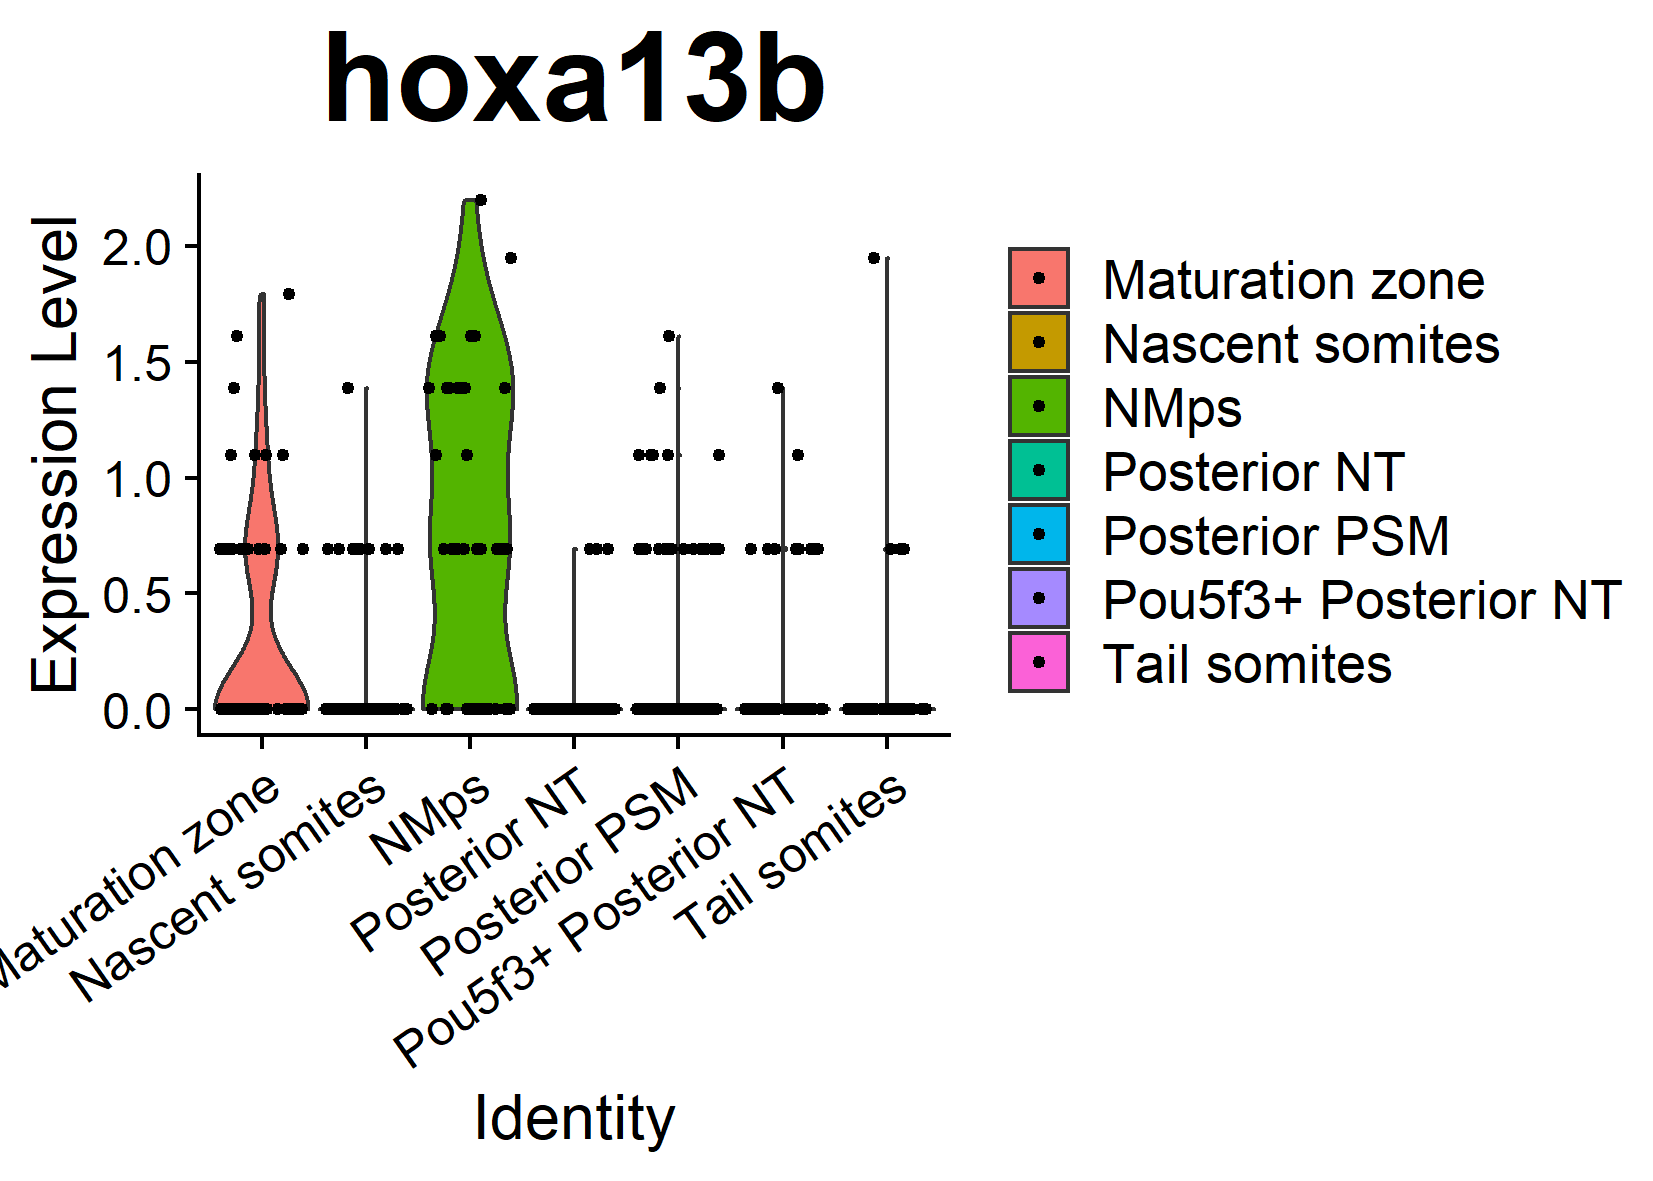 hoxa13b
Expression Level
2.0
1.5
1.0
0.5
0.0
Maturation zone
Nascent somites
NMps
Posterior NT
Posterior PSM
Pou5f3+ Posterior NT
Tail somites
Identity
Maturation zone
Nascent somites
NMps
Posterior NT
Posterior PSM
Pou5f3+ Posterior NT
Tail somites